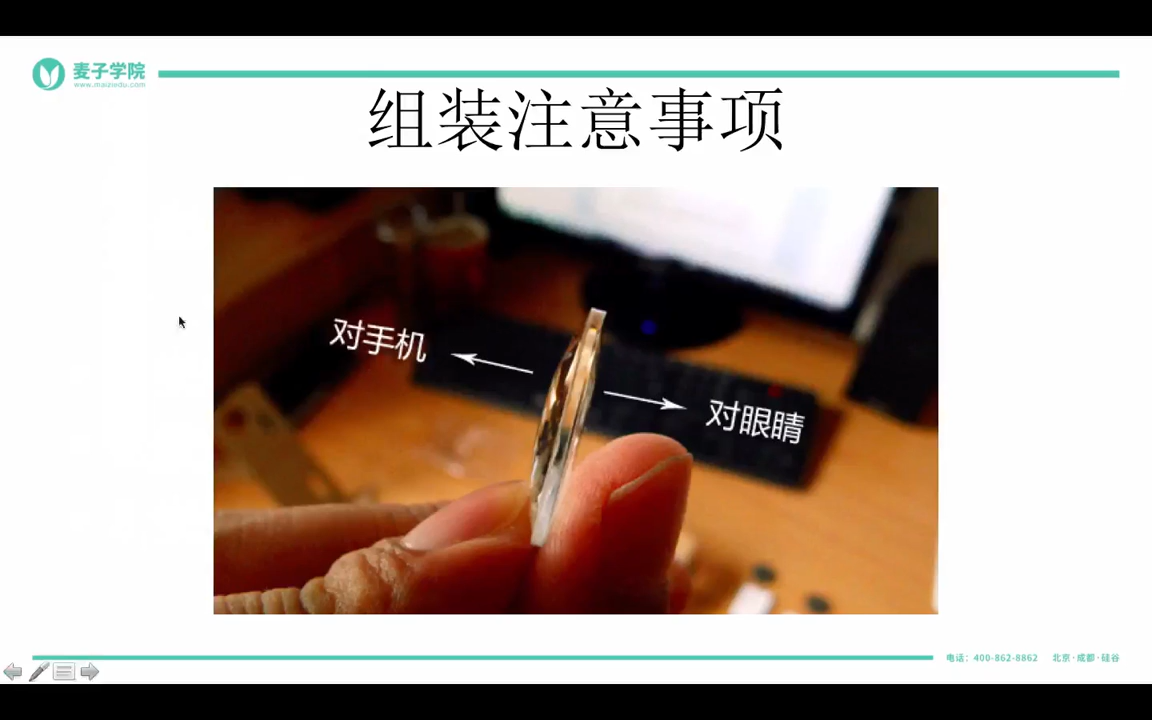 麦子学院
www.maiziedu.com
组装注意事项
对手机
对眼睛
电话：400-862-8862 北京·成都·硅谷